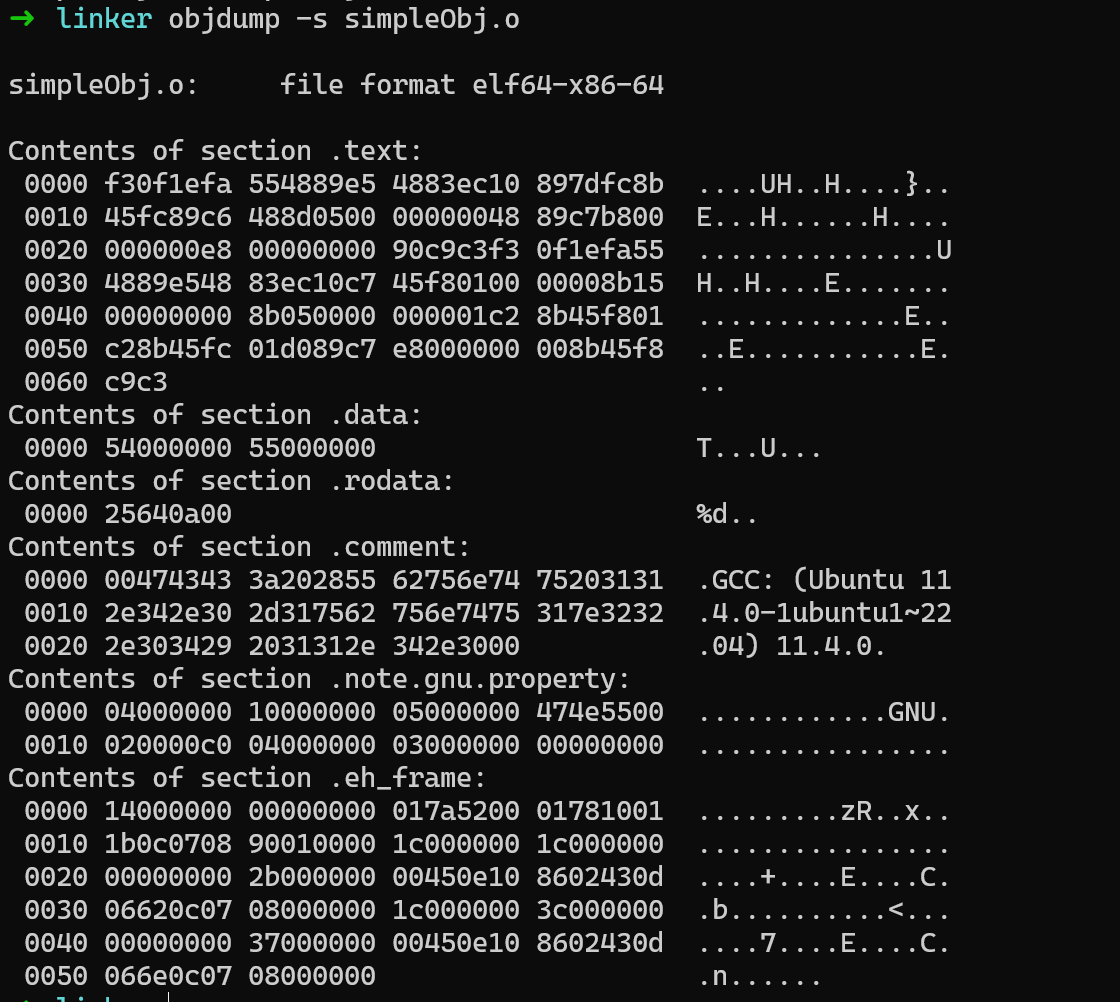 → linker objdump -s simpleObj.o

simpleObj.o:     file format elf64-x86-64

Contents of section .text:
 0000 f30f1efa 554889e5 4883ec10 897dfc8b  ....UH..H....}..
 0010 45fc89c6 488d0500 00000048 89c7b800  E...H......H....
 0020 000000e8 00000000 90c9c3f3 0f1efa55  ...............U
 0030 4889e548 83ec10c7 45f80100 00008b15  H..H....E.......
 0040 00000000 8b050000 000001c2 8b45f801  .............E..
 0050 c28b45fc 01d089c7 e8000000 008b45f8  ..E...........E.
 0060 c9c3                                 ..
Contents of section .data:
 0000 54000000 55000000                    T...U...
Contents of section .rodata:
 0000 25640a00                             %d..
Contents of section .comment:
 0000 00474343 3a202855 62756e74 75203131  .GCC: (Ubuntu 11
 0010 2e342e30 2d317562 756e7475 317e3232  .4.0-1ubuntu1~22
 0020 2e303429 2031312e 342e3000           .04) 11.4.0.
Contents of section .note.gnu.property:
 0000 04000000 10000000 05000000 474e5500  ............GNU.
 0010 020000c0 04000000 03000000 00000000  ................
Contents of section .eh_frame:
 0000 14000000 00000000 017a5200 01781001  .........zR..x..
 0010 1b0c0708 90010000 1c000000 1c000000  ................
 0020 00000000 2b000000 00450e10 8602430d  ....+....E....C.
 0030 06620c07 08000000 1c000000 3c000000  .b..........<...
 0040 00000000 37000000 00450e10 8602430d  ....7....E....C.
 0050 066e0c07 08000000                    .n......